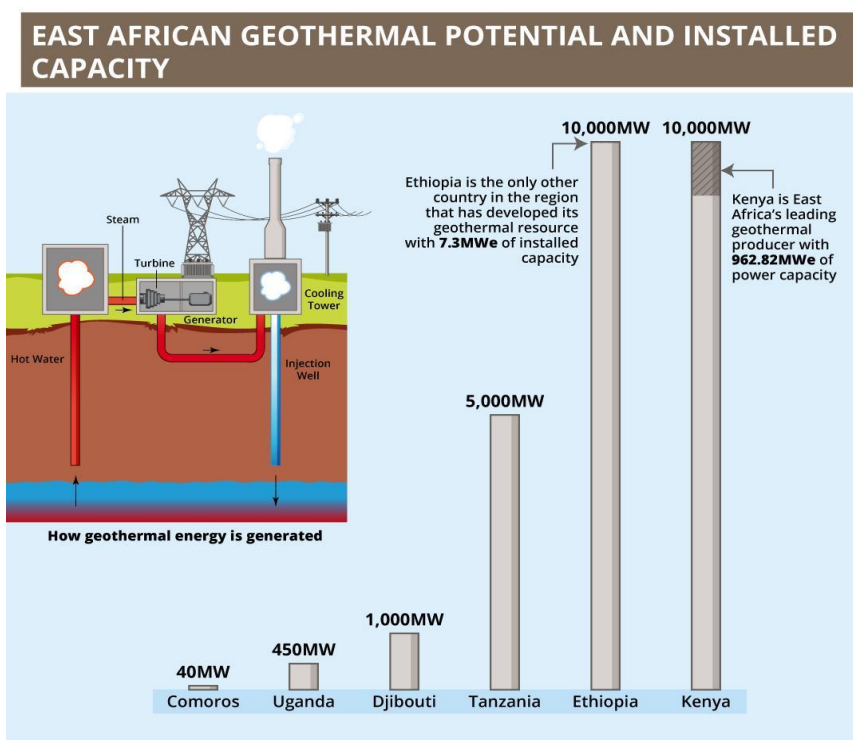 EAST AFRICAN GEOTHERMAL POTENTIAL AND INSTALLED
CAPACITY
Steam
Turbine
Generator
Cooling
Tower
Hot Water
Injection
Well
How geothermal energy is generated
10,000MW
10,000MW
Ethiopia is the only other
country in the region
that has developed its
geothermal resource
with 7.3MWe of installed
capacity
Kenya is East
Africa's leading
geothermal
producer with
962.82MWe of
power capacity
5,000MW
1,000MW
450MW
40MW
Comoros
Uganda
Djibouti
Tanzania
Ethiopia
Kenya